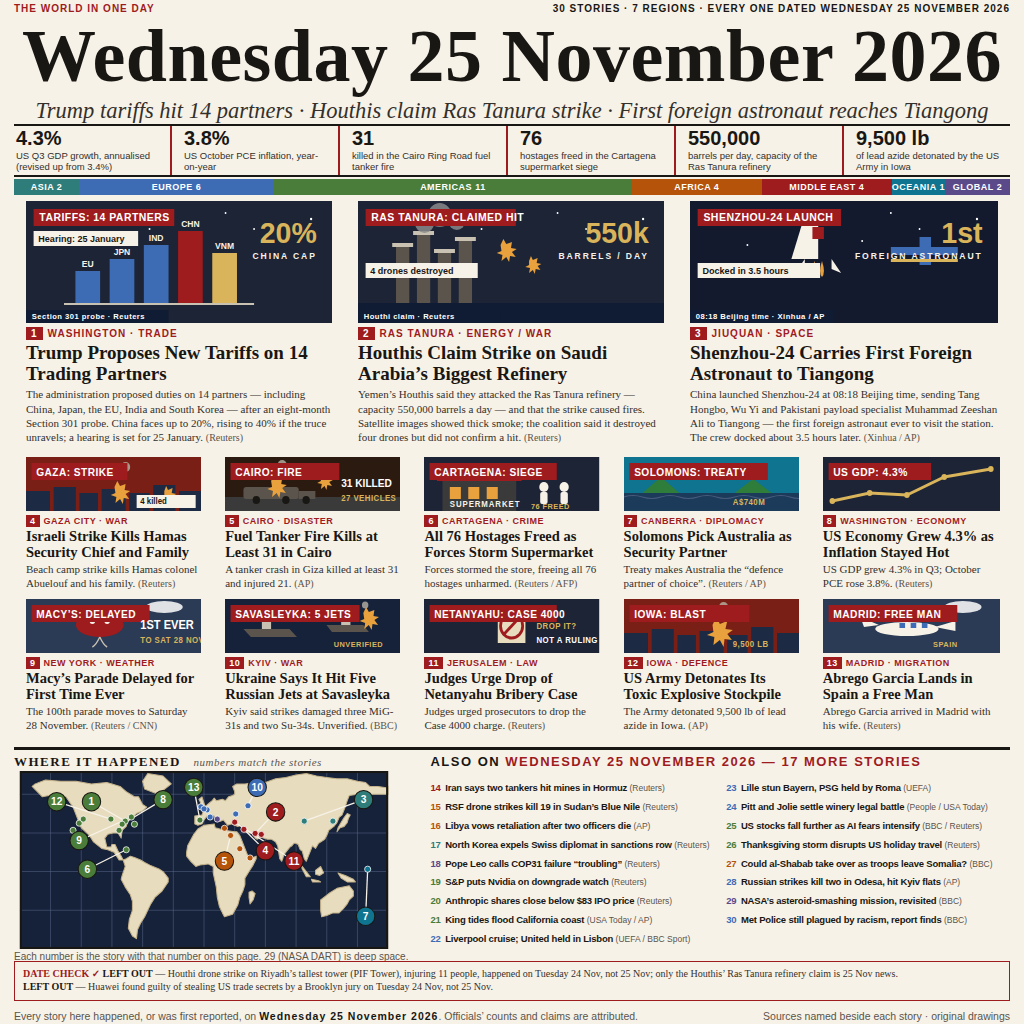 THE WORLD IN ONE DAY
30 STORIES · 7 REGIONS · EVERY ONE DATED WEDNESDAY 25 NOVEMBER 2026
Wednesday 25 November 2026
Trump tariffs hit 14 partners · Houthis claim Ras Tanura strike · First foreign astronaut reaches Tiangong
4.3%
US Q3 GDP growth, annualised
(revised up from 3.4%)
3.8%
US October PCE inflation, year-
on-year
31
killed in the Cairo Ring Road fuel
tanker fire
76
hostages freed in the Cartagena
supermarket siege
550,000
barrels per day, capacity of the
Ras Tanura refinery
9,500 lb
of lead azide detonated by the US
Army in Iowa
ASIA 2
EUROPE 6
AMERICAS 11
AFRICA 4
MIDDLE EAST 4
OCEANIA 1
GLOBAL 2
TARIFFS: 14 PARTNERS
Hearing: 25 January
EU
JPN
IND
CHN
VNM
20%
CHINA CAP
Section 301 probe · Reuters
RAS TANURA: CLAIMED HIT
4 drones destroyed
550k
BARRELS / DAY
Houthi claim · Reuters
SHENZHOU-24 LAUNCH
Docked in 3.5 hours
1st
FOREIGN ASTRONAUT
08:18 Beijing time · Xinhua / AP
1 WASHINGTON · TRADE
Trump Proposes New Tariffs on 14
Trading Partners
The administration proposed duties on 14 partners — including
China, Japan, the EU, India and South Korea — after an eight-month
Section 301 probe. China faces up to 20%, rising to 40% if the truce
unravels; a hearing is set for 25 January. (Reuters)
2 RAS TANURA · ENERGY / WAR
Houthis Claim Strike on Saudi
Arabia's Biggest Refinery
Yemen's Houthis said they attacked the Ras Tanura refinery —
capacity 550,000 barrels a day — and that the strike caused fires.
Satellite images showed thick smoke; the coalition said it destroyed
four drones but did not confirm a hit. (Reuters)
3 JIUQUAN · SPACE
Shenzhou-24 Carries First Foreign
Astronaut to Tiangong
China launched Shenzhou-24 at 08:18 Beijing time, sending Tang
Hongbo, Wu Yi and Pakistani payload specialist Muhammad Zeeshan
Ali to Tiangong — the first foreign astronaut ever to visit the station.
The crew docked about 3.5 hours later. (Xinhua / AP)
GAZA: STRIKE
4 killed
CAIRO: FIRE
31 KILLED
27 VEHICLES
CARTAGENA: SIEGE
SUPERMARKET
76 FREED
SOLOMONS: TREATY
A$740M
US GDP: 4.3%
4 GAZA CITY · WAR
Israeli Strike Kills Hamas
Security Chief and Family
Beach camp strike kills Hamas colonel
Abuelouf and his family. (Reuters)
5 CAIRO · DISASTER
Fuel Tanker Fire Kills at
Least 31 in Cairo
A tanker crash in Giza killed at least 31
and injured 21. (AP)
6 CARTAGENA · CRIME
All 76 Hostages Freed as
Forces Storm Supermarket
Forces stormed the store, freeing all 76
hostages unharmed. (Reuters / AFP)
7 CANBERRA · DIPLOMACY
Solomons Pick Australia as
Security Partner
Treaty makes Australia the "defence
partner of choice". (Reuters / AP)
8 WASHINGTON · ECONOMY
US Economy Grew 4.3% as
Inflation Stayed Hot
US GDP grew 4.3% in Q3; October
PCE rose 3.8%. (Reuters)
MACY'S: DELAYED
1ST EVER
TO SAT 28 NOV
SAVASLEYKA: 5 JETS
UNVERIFIED
NETANYAHU: CASE 4000
DROP IT?
NOT A RULING
IOWA: BLAST
9,500 LB
MADRID: FREE MAN
SPAIN
9 NEW YORK · WEATHER
Macy's Parade Delayed for
First Time Ever
The 100th parade moves to Saturday
28 November. (Reuters / CNN)
10 KYIV · WAR
Ukraine Says It Hit Five
Russian Jets at Savasleyka
Kyiv said strikes damaged three MiG-
31s and two Su-34s. Unverified. (BBC)
11 JERUSALEM · LAW
Judges Urge Drop of
Netanyahu Bribery Case
Judges urged prosecutors to drop the
Case 4000 charge. (Reuters)
12 IOWA · DEFENCE
US Army Detonates Its
Toxic Explosive Stockpile
The Army detonated 9,500 lb of lead
azide in Iowa. (AP)
13 MADRID · MIGRATION
Abrego Garcia Lands in
Spain a Free Man
Abrego Garcia arrived in Madrid with
his wife. (Reuters)
WHERE IT HAPPENED numbers match the stories
12
1
8
13
10
3
9
2
6
5
4
11
7
Each number is the story with that number on this page. 29 (NASA DART) is deep space.
ALSO ON WEDNESDAY 25 NOVEMBER 2026 — 17 MORE STORIES
14 Iran says two tankers hit mines in Hormuz (Reuters)
15 RSF drone strikes kill 19 in Sudan's Blue Nile (Reuters)
16 Libya vows retaliation after two officers die (AP)
17 North Korea expels Swiss diplomat in sanctions row (Reuters)
18 Pope Leo calls COP31 failure "troubling" (Reuters)
19 S&P puts Nvidia on downgrade watch (Reuters)
20 Anthropic shares close below $83 IPO price (Reuters)
21 King tides flood California coast (USA Today / AP)
22 Liverpool cruise; United held in Lisbon (UEFA / BBC Sport)
23 Lille stun Bayern, PSG held by Roma (UEFA)
24 Pitt and Jolie settle winery legal battle (People / USA Today)
25 US stocks fall further as AI fears intensify (BBC / Reuters)
26 Thanksgiving storm disrupts US holiday travel (Reuters)
27 Could al-Shabab take over as troops leave Somalia? (BBC)
28 Russian strikes kill two in Odesa, hit Kyiv flats (AP)
29 NASA's asteroid-smashing mission, revisited (BBC)
30 Met Police still plagued by racism, report finds (BBC)
DATE CHECK ✓ LEFT OUT — Houthi drone strike on Riyadh's tallest tower (PIF Tower), injuring 11 people, happened on Tuesday 24 Nov, not 25 Nov; only the Houthis' Ras Tanura refinery claim is 25 Nov news.
LEFT OUT — Huawei found guilty of stealing US trade secrets by a Brooklyn jury on Tuesday 24 Nov, not 25 Nov.
Every story here happened, or was first reported, on Wednesday 25 November 2026. Officials' counts and claims are attributed.
Sources named beside each story · original drawings